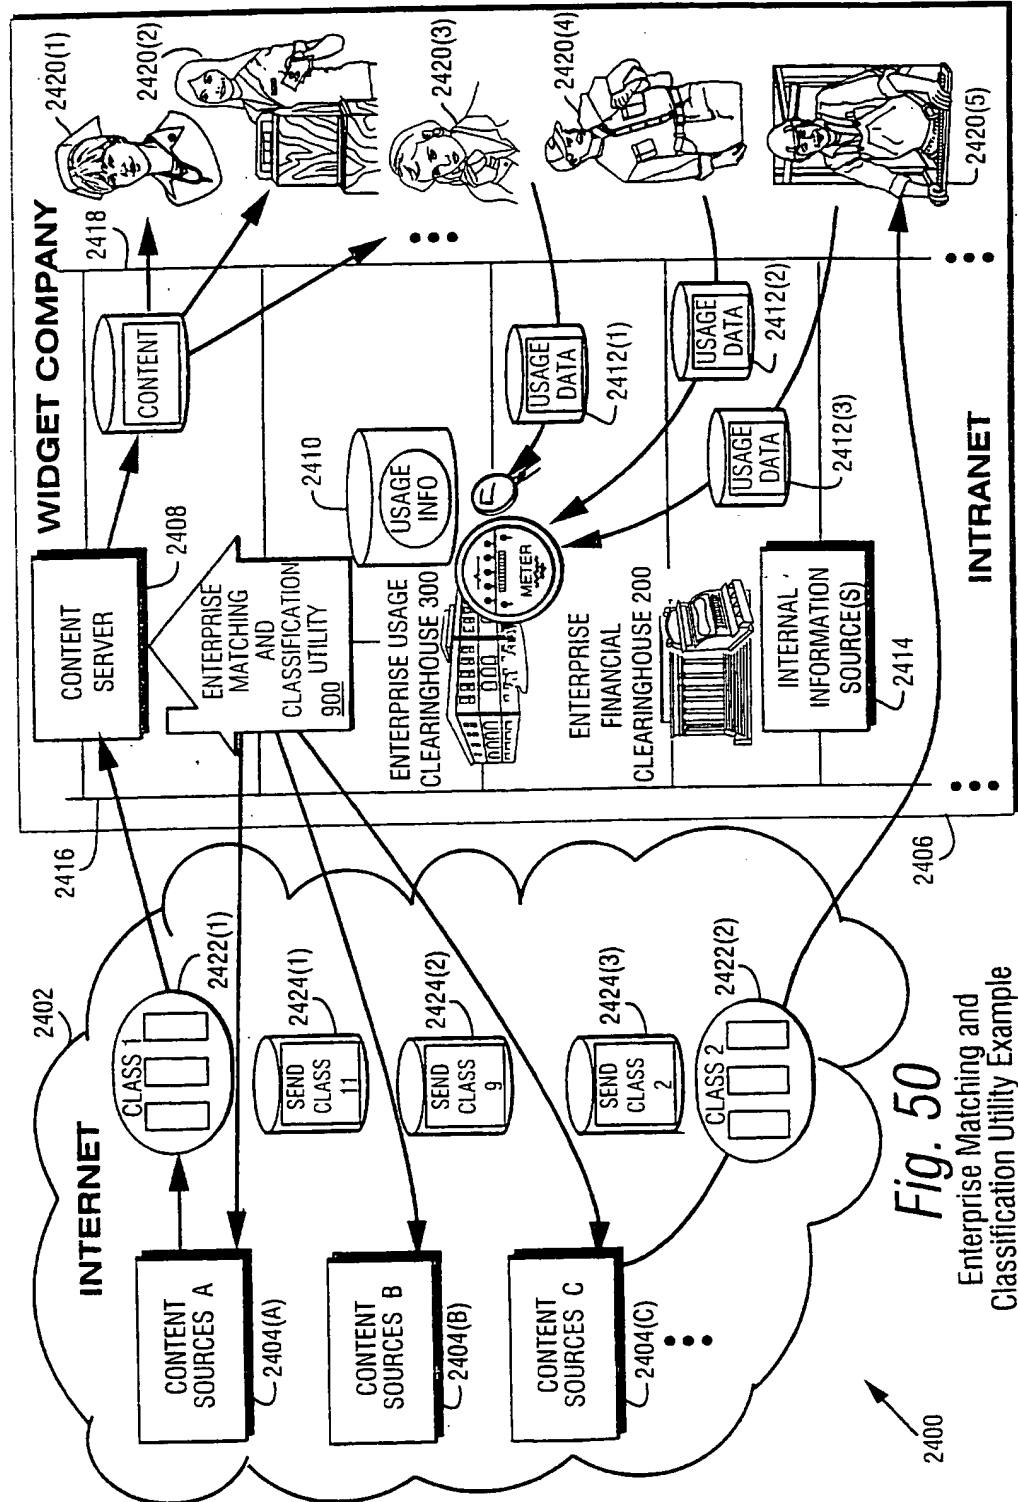 WIDGET COMPANY
2418
2420(1)
2420(2)
2420(3)
2420(4)
2420(5)
CONTENT
SERVER
2408
CONTENT
ENTERPRISE
MATCHING
AND
CLASSIFICATION
UTILITY
900
USAGE
INFO
2410
USAGE
DATA
2412(1)
USAGE
DATA
2412(2)
USAGE
DATA
2412(3)
ENTERPRISE USAGE
CLEARINGHOUSE 300
METER
ENTERPRISE
FINANCIAL
CLEARINGHOUSE 200
INTERNAL
INFORMATION
SOURCE(S)
2414
INTRANET
2416
2406
2402
INTERNET
CLASS 1
2422(1)
SEND
CLASS
11
2424(1)
SEND
CLASS
9
2424(2)
SEND
CLASS
2
2424(3)
CLASS 2
2422(2)
CONTENT
SOURCES A
2404(A)
CONTENT
SOURCES B
2404(B)
CONTENT
SOURCES C
2404(C)
2400
Fig. 50
Enterprise Matching and
Classification Utility Example